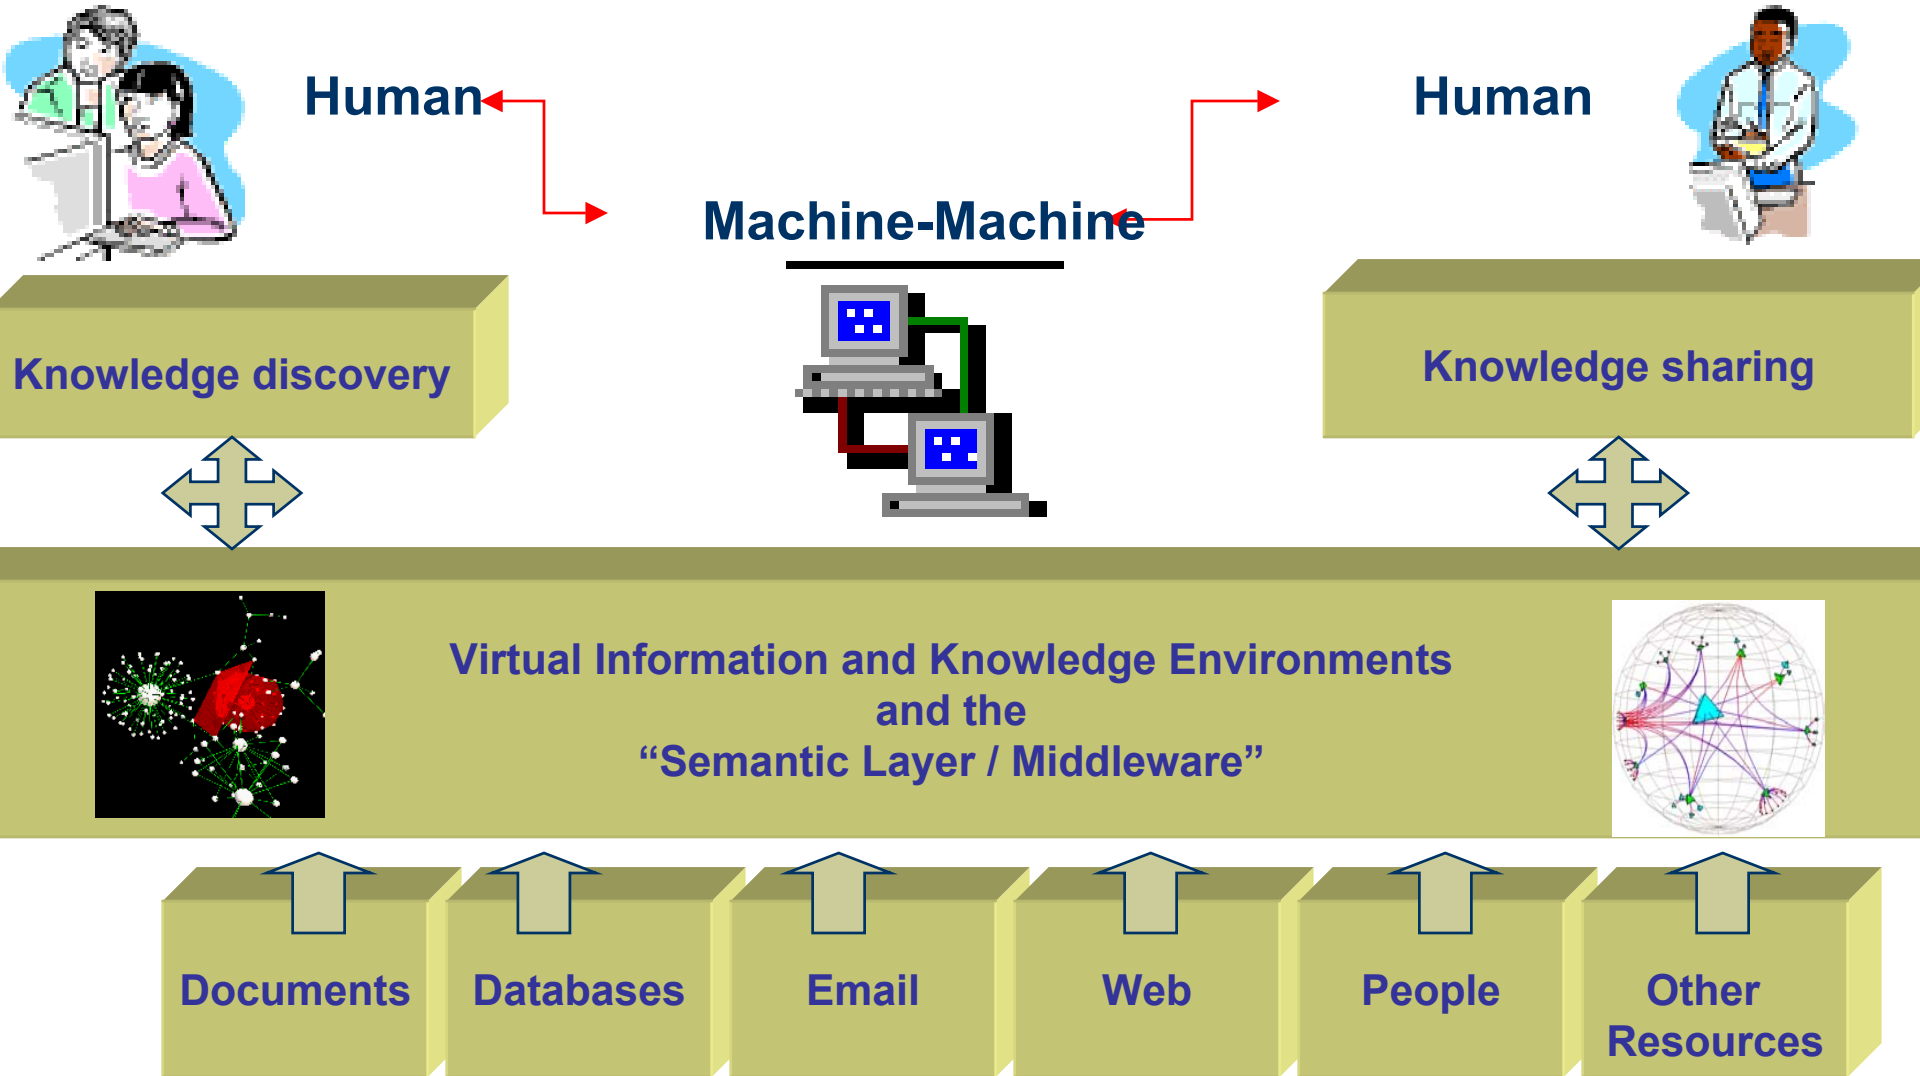 Human
Human
Machine-Machine
Knowledge discovery
Knowledge sharing
Virtual Information and Knowledge Environments
and the
“Semantic Layer / Middleware”
Documents
Databases
Email
Web
People
Other
Resources